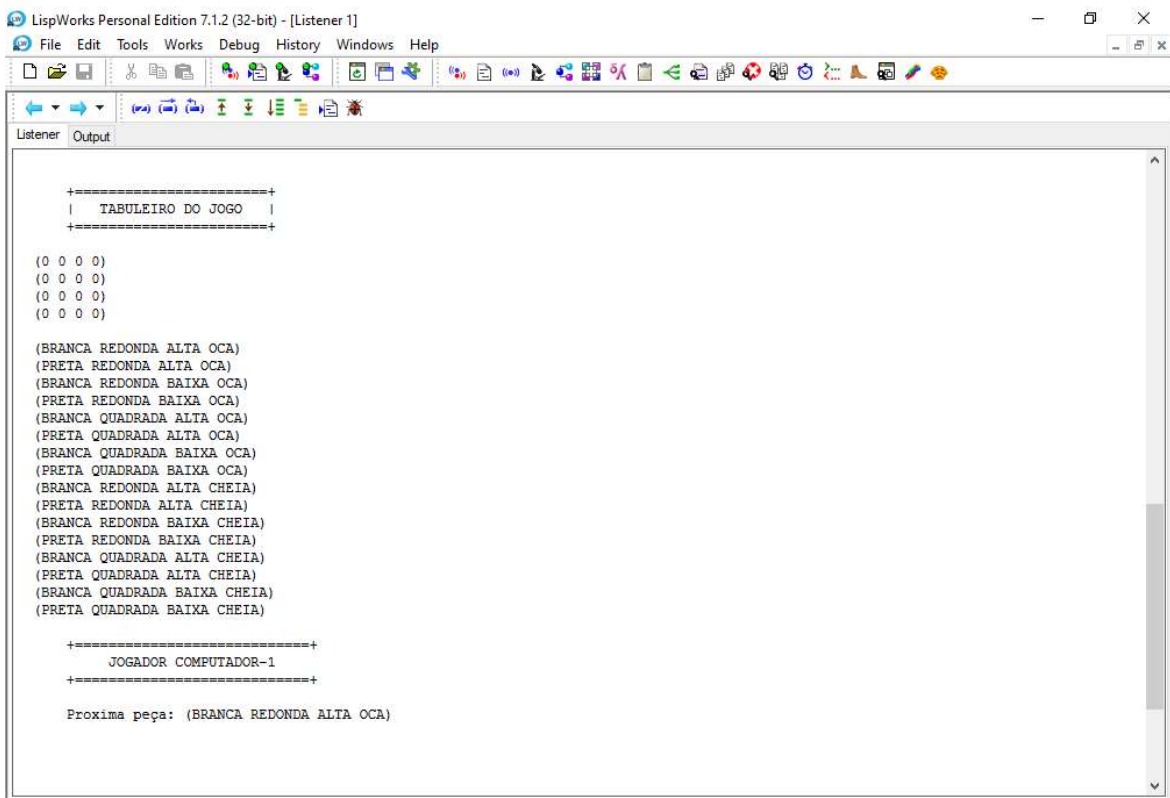 LispWorks Personal Edition 7.1.2 (32-bit) - [Listener 1]
File Edit Tools Works Debug History Windows Help
Listener Output
+=======================+
| TABULEIRO DO JOGO |
+=======================+
(0 0 0 0)
(0 0 0 0)
(0 0 0 0)
(0 0 0 0)
(BRANCA REDONDA ALTA OCA)
(PRETA REDONDA ALTA OCA)
(BRANCA REDONDA BAIXA OCA)
(PRETA REDONDA BAIXA OCA)
(BRANCA QUADRADA ALTA OCA)
(PRETA QUADRADA ALTA OCA)
(BRANCA QUADRADA BAIXA OCA)
(PRETA QUADRADA BAIXA OCA)
(BRANCA REDONDA ALTA CHEIA)
(PRETA REDONDA ALTA CHEIA)
(BRANCA REDONDA BAIXA CHEIA)
(PRETA REDONDA BAIXA CHEIA)
(BRANCA QUADRADA ALTA CHEIA)
(PRETA QUADRADA ALTA CHEIA)
(BRANCA QUADRADA BAIXA CHEIA)
(PRETA QUADRADA BAIXA CHEIA)
+============================+
JOGADOR COMPUTADOR-1
+============================+
Proxima peça: (BRANCA REDONDA ALTA OCA)